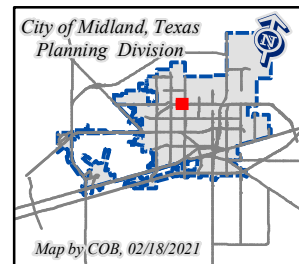 City of Midland, Texas
Planning Division
N
Map by COB, 02/18/2021